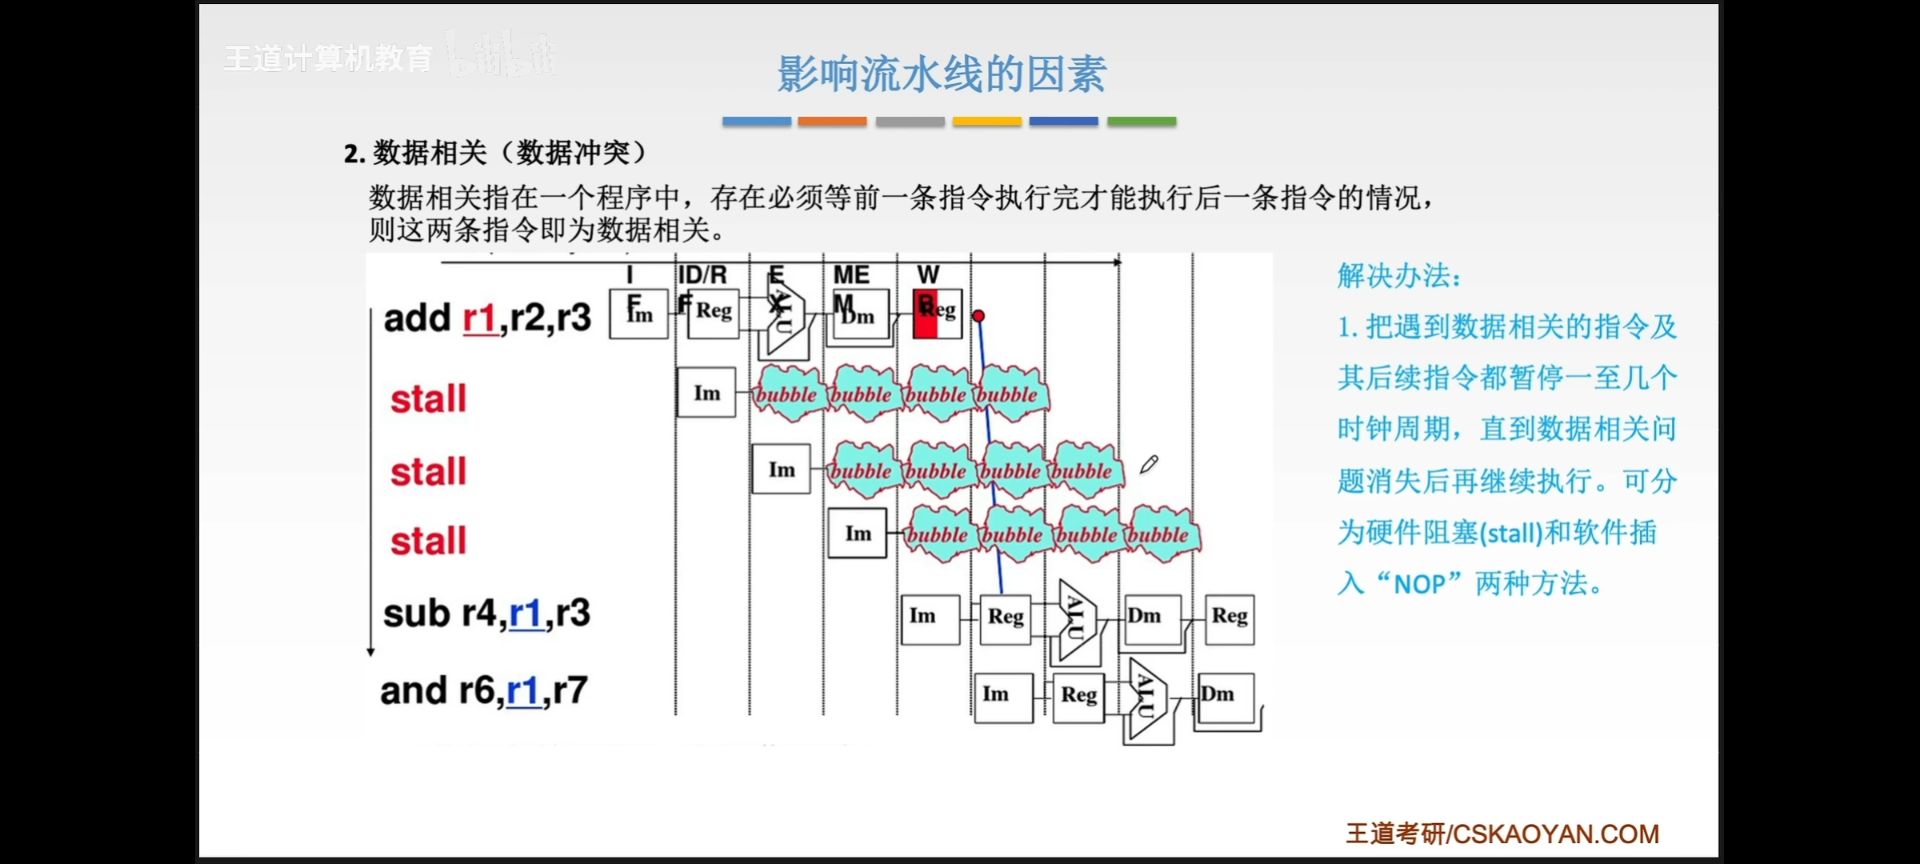 王道计算机教育 bilibili
影响流水线的因素
2. 数据相关（数据冲突）
数据相关指在一个程序中，存在必须等前一条指令执行完才能执行后一条指令的情况，
则这两条指令即为数据相关。
IF ID/RF EX MEM WB
add r1,r2,r3 Im Reg ALU Dm Reg
stall Im bubble bubble bubble bubble
stall Im bubble bubble bubble bubble
stall Im bubble bubble bubble bubble
sub r4,r1,r3 Im Reg ALU Dm Reg
and r6,r1,r7 Im Reg ALU Dm
解决办法：
1. 把遇到数据相关的指令及
其后续指令都暂停一至几个
时钟周期，直到数据相关问
题消失后再继续执行。可分
为硬件阻塞(stall)和软件插
入“NOP”两种方法。
王道考研/CSKAOYAN.COM